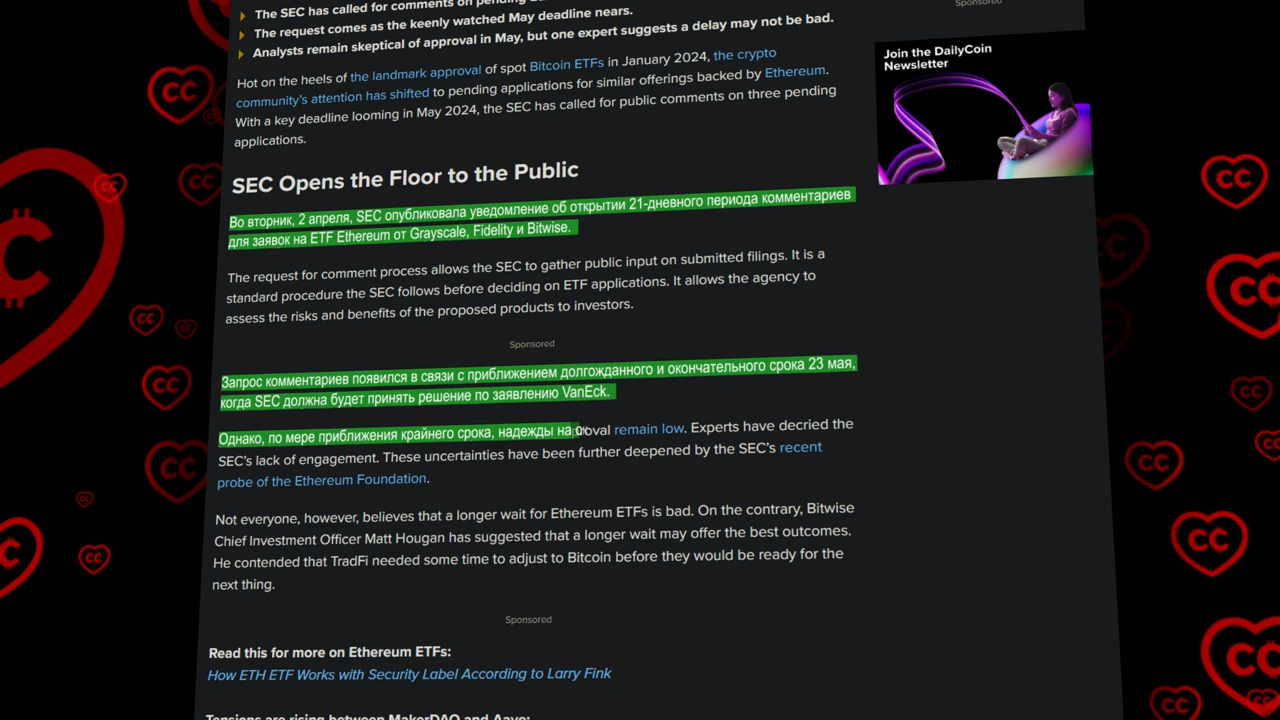 The SEC has called for comments on pending
The request comes as the keenly watched May deadline nears.
Analysts remain skeptical of approval in May, but one expert suggests a delay may not be bad.
Hot on the heels of the landmark approval of spot Bitcoin ETFs in January 2024, the crypto
community's attention has shifted to pending applications for similar offerings backed by Ethereum.
With a key deadline looming in May 2024, the SEC has called for public comments on three pending
applications.
SEC Opens the Floor to the Public
Во вторник, 2 апреля, SEC опубликовала уведомление об открытии 21-дневного периода комментариев
для заявок на ETF Ethereum от Grayscale, Fidelity и Bitwise.
The request for comment process allows the SEC to gather public input on submitted filings. It is a
standard procedure the SEC follows before deciding on ETF applications. It allows the agency to
assess the risks and benefits of the proposed products to investors.
Sponsored
Запрос комментариев появился в связи с приближением долгожданного и окончательного срока 23 мая,
когда SEC должна будет принять решение по заявлению VanEck.
Однако, по мере приближения крайнего срока, надежды на oval remain low. Experts have decried the
SEC's lack of engagement. These uncertainties have been further deepened by the SEC's recent
probe of the Ethereum Foundation.
Not everyone, however, believes that a longer wait for Ethereum ETFs is bad. On the contrary, Bitwise
Chief Investment Officer Matt Hougan has suggested that a longer wait may offer the best outcomes.
He contended that TradFi needed some time to adjust to Bitcoin before they would be ready for the
next thing.
Sponsored
Read this for more on Ethereum ETFs:
How ETH ETF Works with Security Label According to Larry Fink
Tensions are rising between MakerDAO and Aave:
Sponsored
Join the DailyCoin
Newsletter